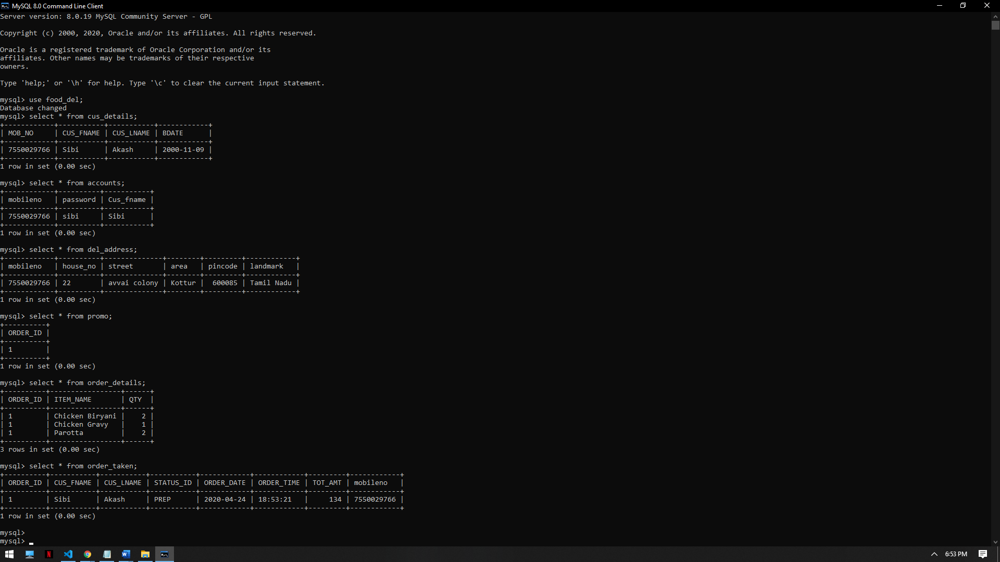 MySQL 8.0 Command Line Client
Server version: 8.0.19 MySQL Community Server - GPL
Copyright (c) 2000, 2020, Oracle and/or its affiliates. All rights reserved.
Oracle is a registered trademark of Oracle Corporation and/or its
affiliates. Other names may be trademarks of their respective
owners.
Type 'help;' or '\h' for help. Type '\c' to clear the current input statement.
mysql> use food_del;
Database changed
mysql> select * from cus_details;
+------------+-----------+-----------+------------+
| MOB_NO     | CUS_FNAME | CUS_LNAME | BDATE      |
+------------+-----------+-----------+------------+
| 7550029766 | Sibi      | Akash     | 2000-11-09 |
+------------+-----------+-----------+------------+
1 row in set (0.00 sec)
mysql> select * from accounts;
+------------+----------+-----------+
| mobileno   | password | Cus_fname |
+------------+----------+-----------+
| 7550029766 | sibi     | Sibi      |
+------------+----------+-----------+
1 row in set (0.00 sec)
mysql> select * from del_address;
+------------+----------+--------------+--------+---------+------------+
| mobileno   | house_no | street       | area   | pincode | landmark   |
+------------+----------+--------------+--------+---------+------------+
| 7550029766 | 22       | avvai colony | Kottur |  600085 | Tamil Nadu |
+------------+----------+--------------+--------+---------+------------+
1 row in set (0.00 sec)
mysql> select * from promo;
+----------+
| ORDER_ID |
+----------+
| 1        |
+----------+
1 row in set (0.00 sec)
mysql> select * from order_details;
+----------+-----------------+------+
| ORDER_ID | ITEM_NAME       | QTY  |
+----------+-----------------+------+
| 1        | Chicken Biryani |    2 |
| 1        | Chicken Gravy   |    1 |
| 1        | Parotta         |    2 |
+----------+-----------------+------+
3 rows in set (0.00 sec)
mysql> select * from order_taken;
+----------+-----------+-----------+-----------+------------+------------+---------+------------+
| ORDER_ID | CUS_FNAME | CUS_LNAME | STATUS_ID | ORDER_DATE | ORDER_TIME | TOT_AMT | mobileno   |
+----------+-----------+-----------+-----------+------------+------------+---------+------------+
| 1        | Sibi      | Akash     | PREP      | 2020-04-24 | 18:53:21   |     134 | 7550029766 |
+----------+-----------+-----------+-----------+------------+------------+---------+------------+
1 row in set (0.00 sec)
mysql>
mysql> _
6:53 PM